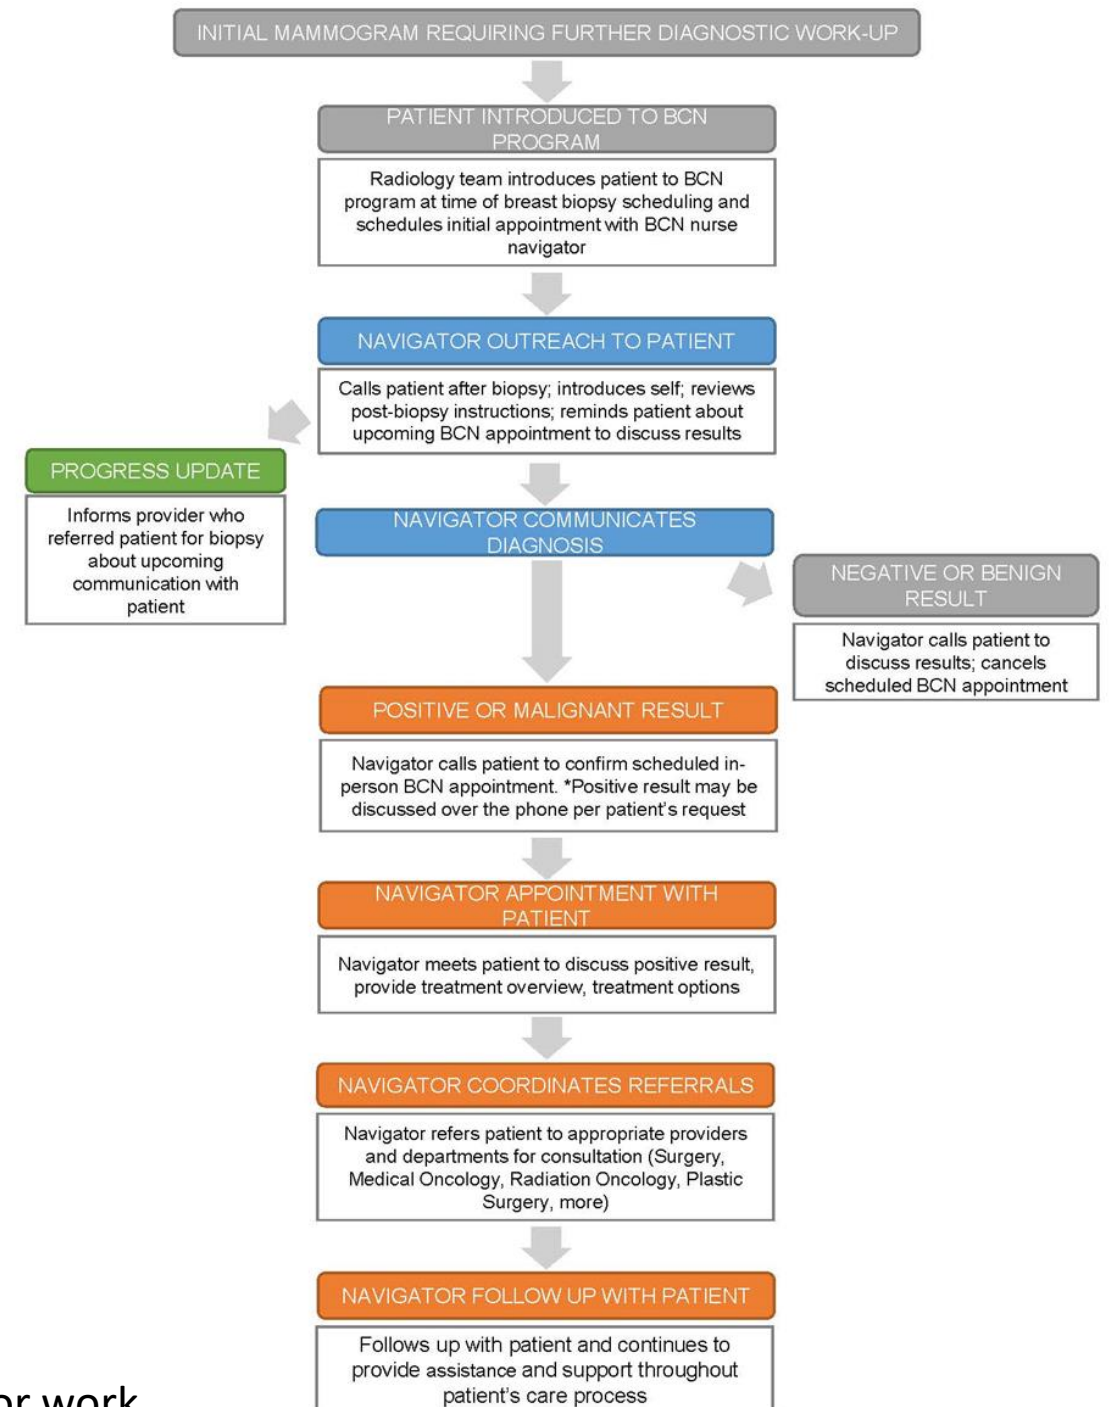 INITIAL MAMMOGRAM REQUIRING FURTHER DIAGNOSTIC WORK-UP
PATIENT INTRODUCED TO BCN
PROGRAM
Radiology team introduces patient to BCN
program at time of breast biopsy scheduling and
schedules initial appointment with BCN nurse
navigator
NAVIGATOR OUTREACH TO PATIENT
Calls patient after biopsy; introduces self; reviews
post-biopsy instructions; reminds patient about
upcoming BCN appointment to discuss results
PROGRESS UPDATE
Informs provider who
referred patient for biopsy
about upcoming
communication with
patient
NAVIGATOR COMMUNICATES
DIAGNOSIS
NEGATIVE OR BENIGN
RESULT
Navigator calls patient to
discuss results; cancels
scheduled BCN appointment
POSITIVE OR MALIGNANT RESULT
Navigator calls patient to confirm scheduled in-
person BCN appointment. *Positive result may be
discussed over the phone per patient's request
NAVIGATOR APPOINTMENT WITH
PATIENT
Navigator meets patient to discuss positive result,
provide treatment overview, treatment options
NAVIGATOR COORDINATES REFERRALS
Navigator refers patient to appropriate providers
and departments for consultation (Surgery,
Medical Oncology, Radiation Oncology, Plastic
Surgery, more)
NAVIGATOR FOLLOW UP WITH PATIENT
Follows up with patient and continues to
provide assistance and support throughout
patient's care process
or work